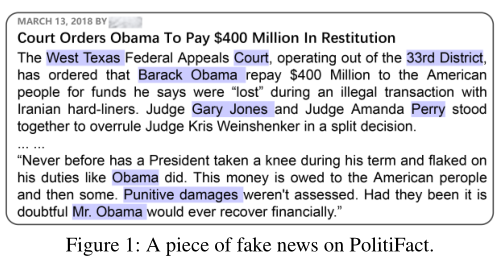 MARCH 13, 2018 BY
Court Orders Obama To Pay $400 Million In Restitution
The West Texas Federal Appeals Court, operating out of the 33rd District,
has ordered that Barack Obama repay $400 Million to the American
people for funds he says were “lost” during an illegal transaction with
Iranian hard-liners. Judge Gary Jones and Judge Amanda Perry stood
together to overrule Judge Kris Weinshenker in a split decision.
... ...
“Never before has a President taken a knee during his term and flaked on
his duties like Obama did. This money is owed to the American perople
and then some. Punitive damages weren't assessed. Had they been it is
doubtful Mr. Obama would ever recover financially.”
Figure 1: A piece of fake news on PolitiFact.